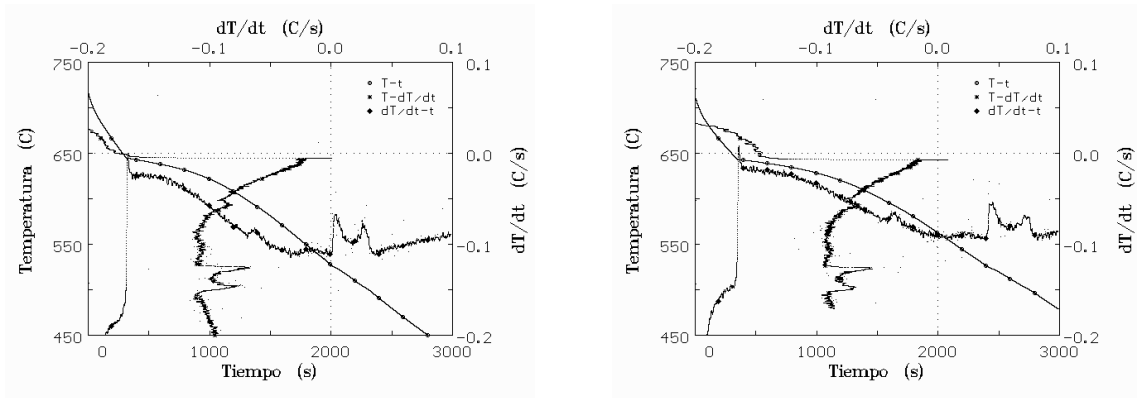 dT/dt (C/s)
-0.2 -0.1 0.0 0.1
750 650 550 450
Temperatura (C)
T-t
T-dT/dt
dT/dt-t
0.1 0.0 -0.1 -0.2
dT/dt (C/s)
0 1000 2000 3000
Tiempo (s)
dT/dt (C/s)
-0.2 -0.1 0.0 0.1
750 650 550 450
Temperatura (C)
T-t
T-dT/dt
dT/dt-t
0.1 0.0 -0.1 -0.2
dT/dt (C/s)
0 1000 2000 3000
Tiempo (s)